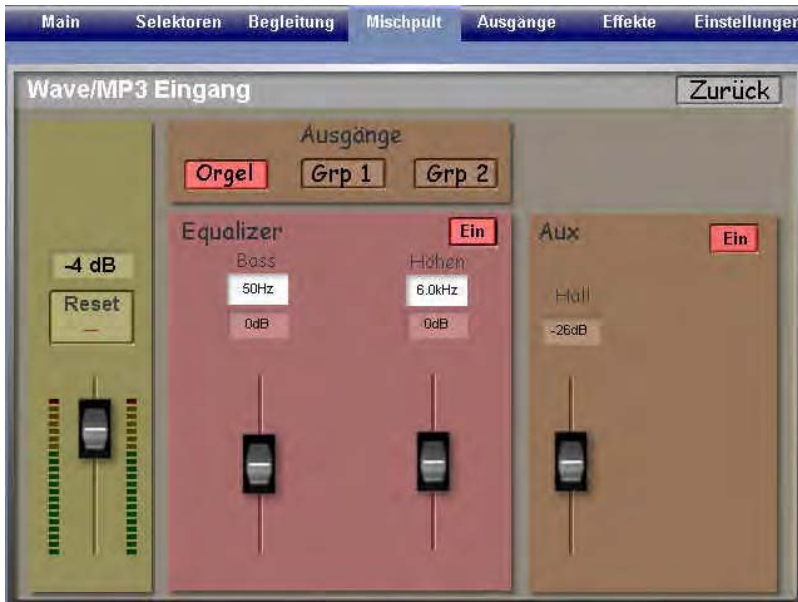 Main Selektoren Begleitung Mischpult Ausgänge Effekte Einstellungen
Wave/MP3 Eingang Zurück
Ausgänge
Orgel Grp 1 Grp 2
Equalizer Ein Aux Ein
Bass Höhen
-4 dB 50Hz 6.0kHz Hall
Reset 0dB 0dB -26dB